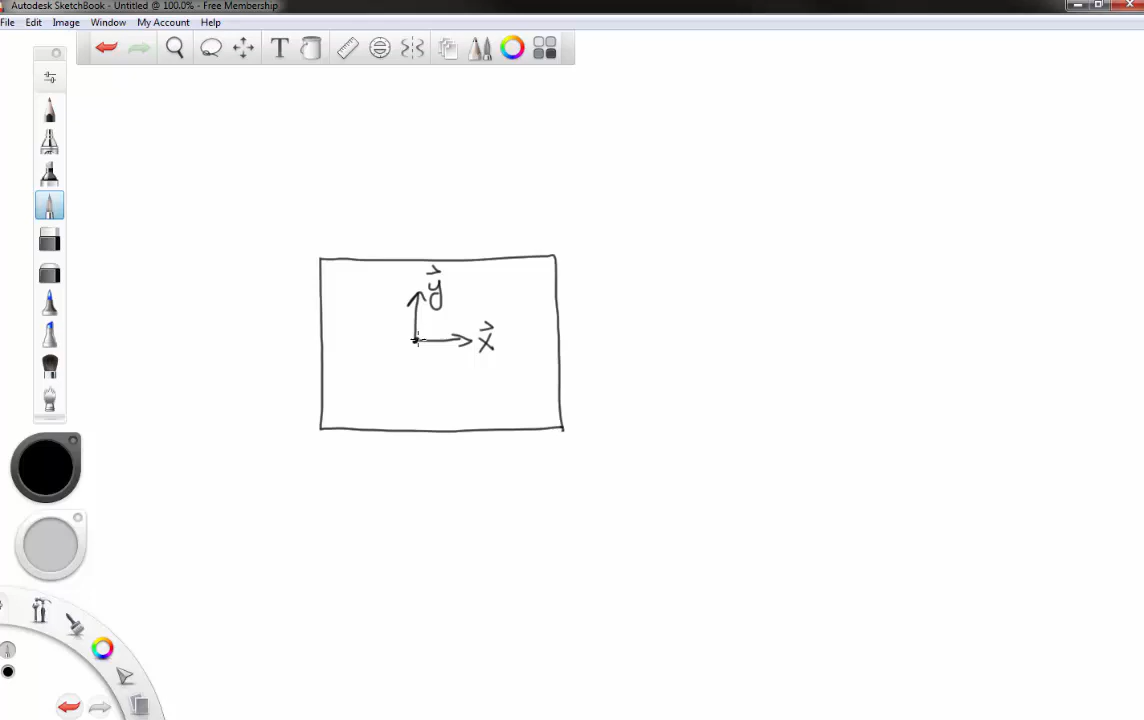 Autodesk SketchBook - Untitled @ 100.0% - Free Membership
File Edit Image Window My Account Help
T
y⃗
x⃗